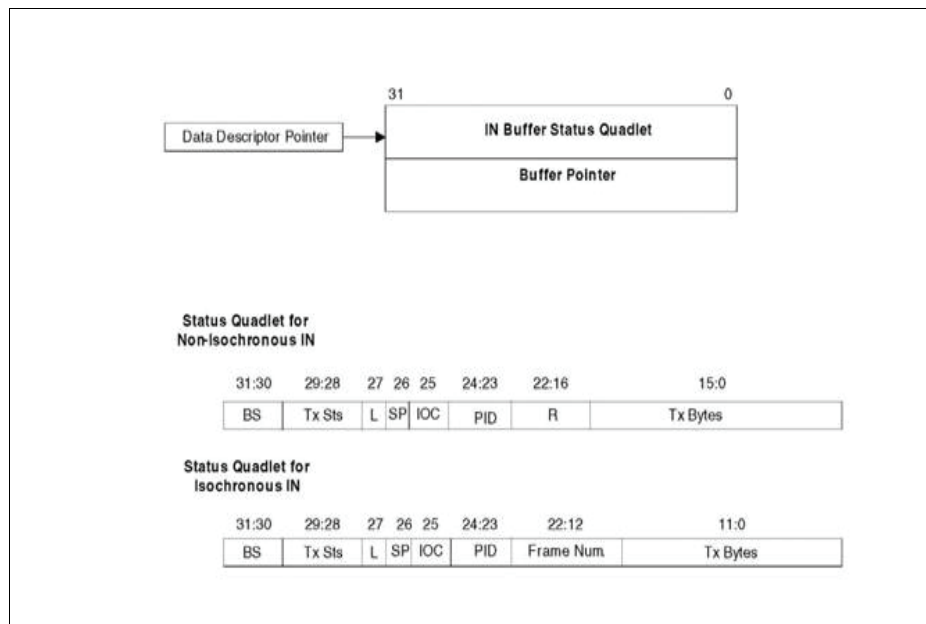 31 0
Data Descriptor Pointer
IN Buffer Status Quadlet
Buffer Pointer
Status Quadlet for
Non-Isochronous IN
31:30 29:28 27 26 25 24:23 22:16 15:0
BS Tx Sts L SP IOC PID R Tx Bytes
Status Quadlet for
Isochronous IN
31:30 29:28 27 26 25 24:23 22:12 11:0
BS Tx Sts L SP IOC PID Frame Num. Tx Bytes